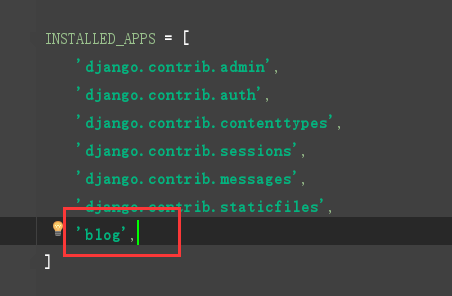 INSTALLED_APPS = [
'django.contrib.admin',
'django.contrib.auth',
'django.contrib.contenttypes',
'django.contrib.sessions',
'django.contrib.messages',
'django.contrib.staticfiles',
'blog',
]